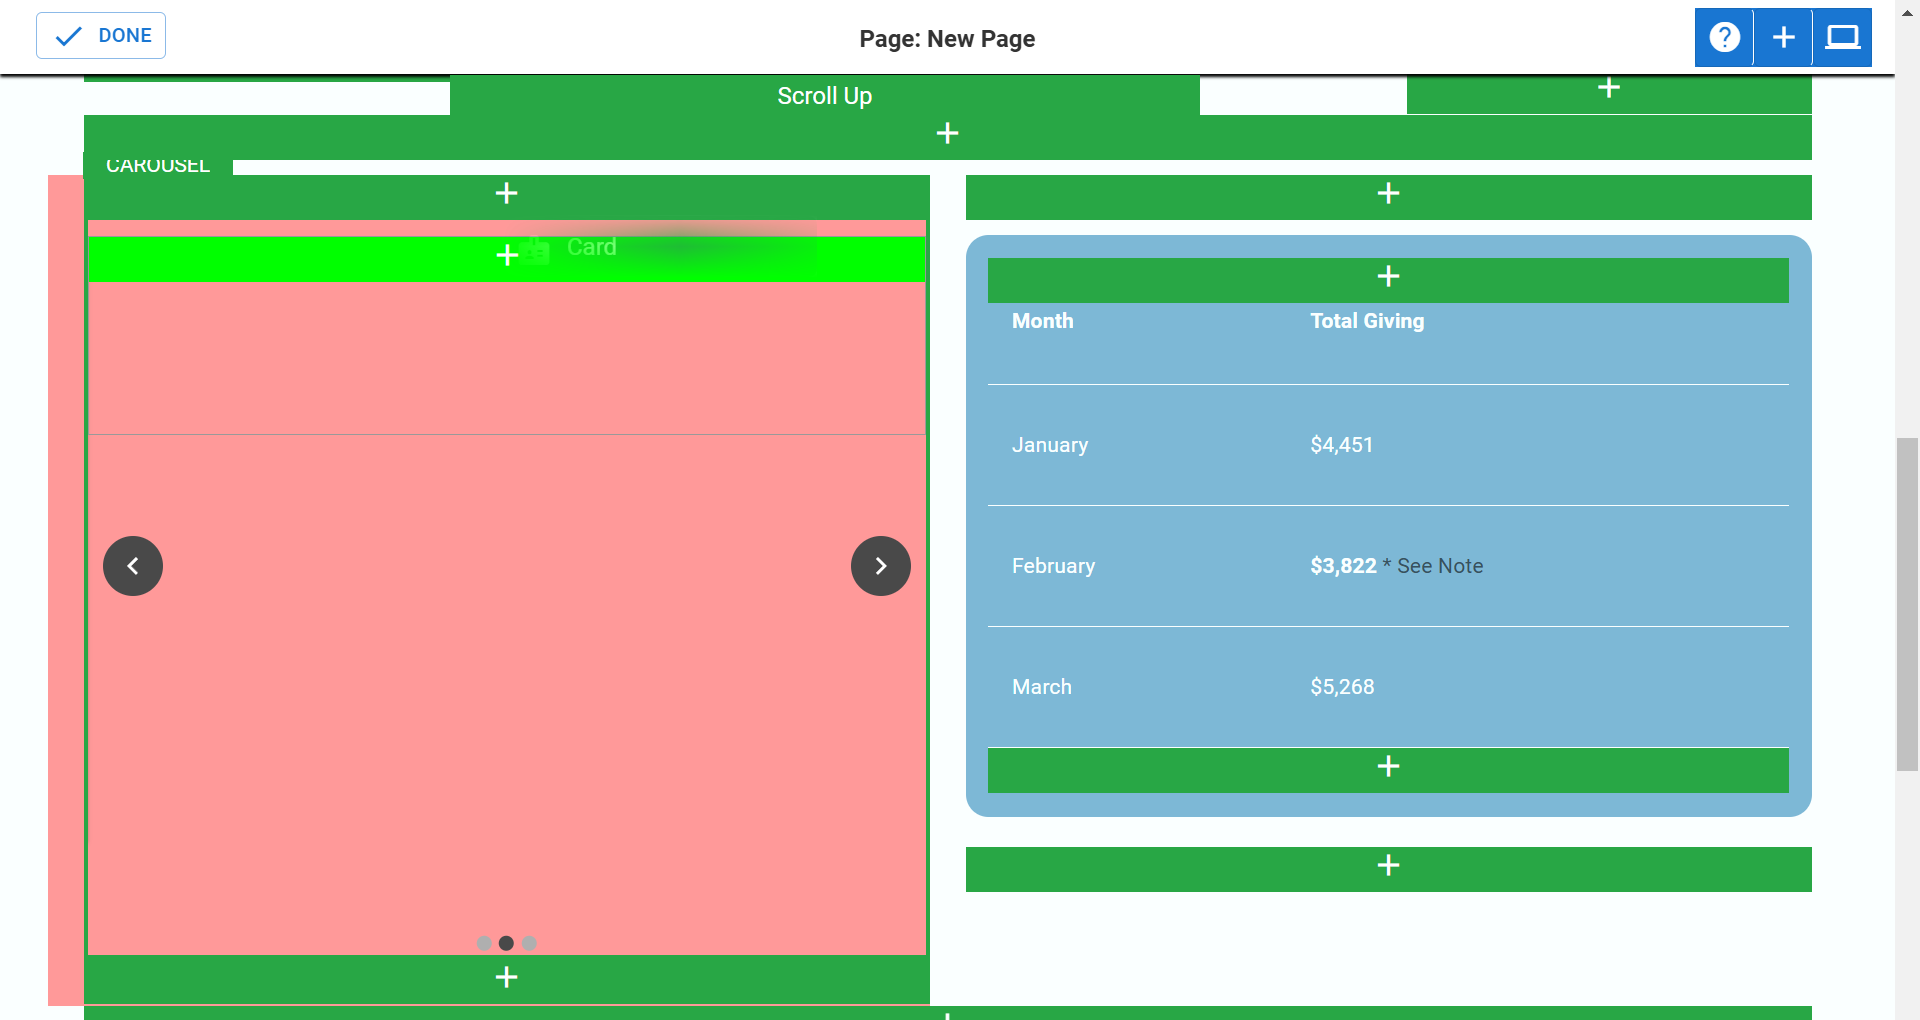 DONE
Page: New Page
Scroll Up
CAROUSEL
Card
Month Total Giving
January $4,451
February $3,822 * See Note
March $5,268